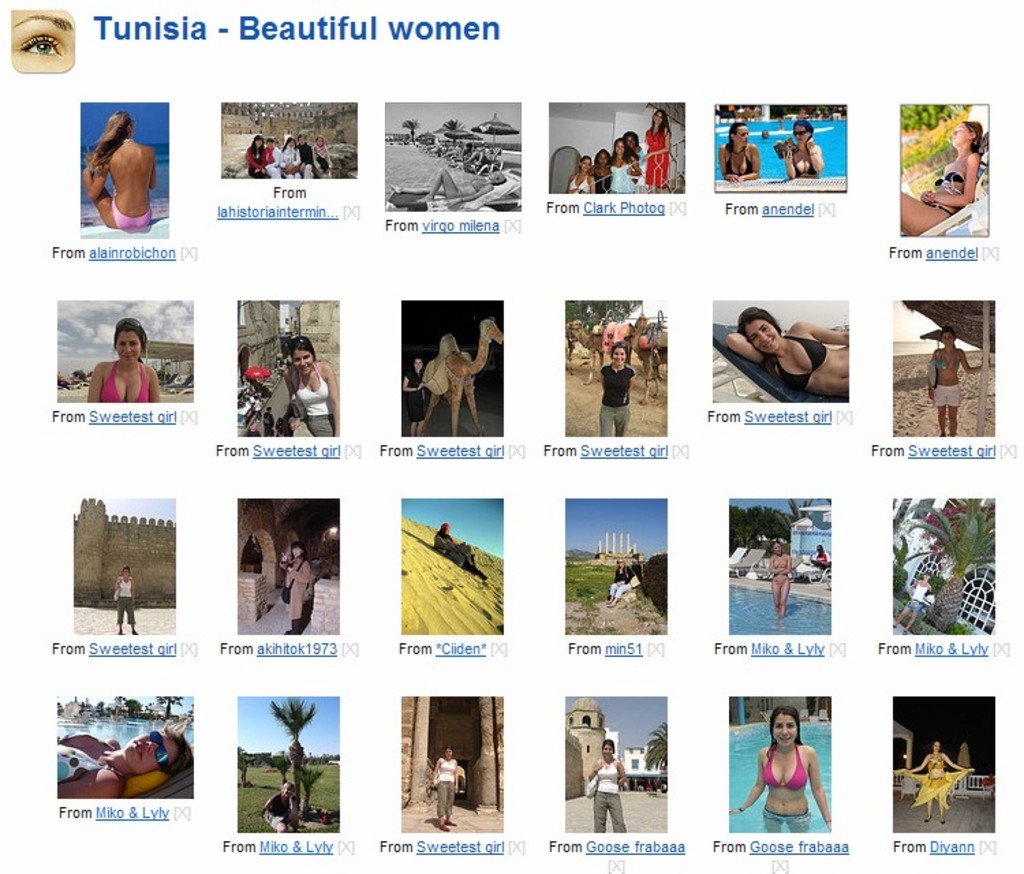 Tunisia - Beautiful women
From alainrobichon [X]
From
lahistoriaintermin... [X]
From virgo milena [X]
From Clark Photog [X]
From anendel [X]
From anendel [X]
From Sweetest girl [X]
From Sweetest girl [X]
From Sweetest girl [X]
From Sweetest girl [X]
From Sweetest girl [X]
From Sweetest girl [X]
From Sweetest girl [X]
From akihitok1973 [X]
From *Ciiden* [X]
From min51 [X]
From Miko & Lyly [X]
From Miko & Lyly [X]
From Miko & Lyly [X]
From Miko & Lyly [X]
From Sweetest girl [X]
From Goose frabaaa
[X]
From Goose frabaaa
[X]
From Divann [X]